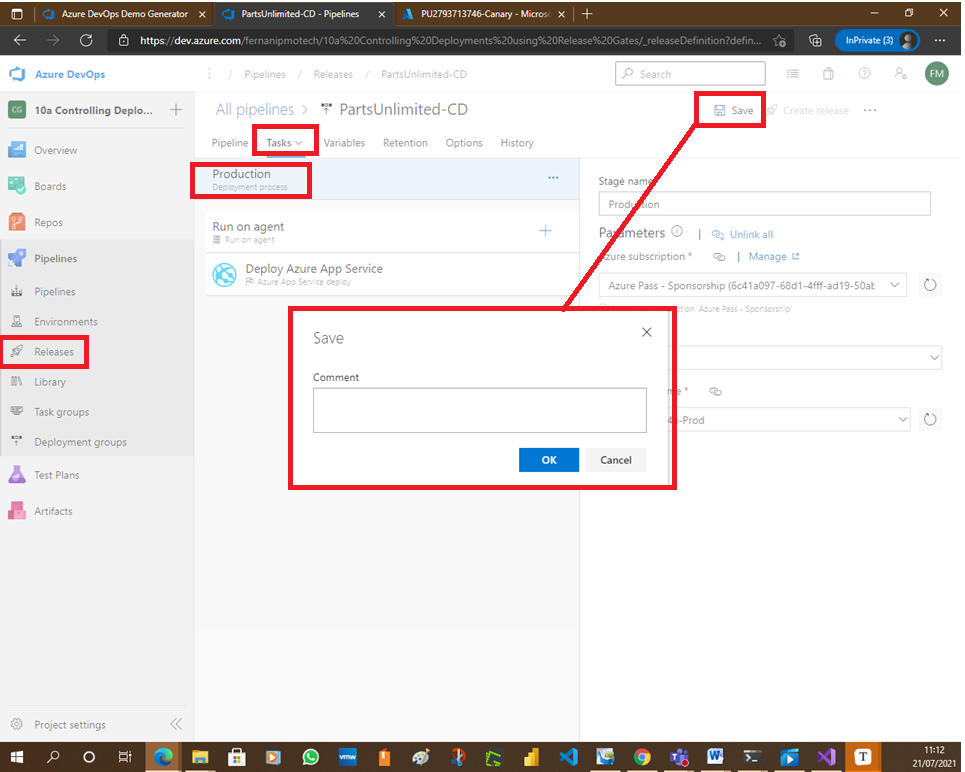 Azure DevOps Demo Generator
PartsUnlimited-CD - Pipelines
PU2793713746-Canary - Microsoft
https://dev.azure.com/fernanipmotech/10a%20Controlling%20Deployments%20using%20Release%20Gates/_releaseDefinition?defin...
InPrivate (3)
Azure DevOps
/ Pipelines / Releases / PartsUnlimited-CD
Search
FM
CG
10a Controlling Deplo...
All pipelines > PartsUnlimited-CD
Save
Create release
Pipeline
Tasks
Variables
Retention
Options
History
Overview
Boards
Repos
Pipelines
Pipelines
Environments
Releases
Library
Task groups
Deployment groups
Test Plans
Artifacts
Project settings
Production
Deployment process
Run on agent
Run on agent
Deploy Azure App Service
Azure App Service deploy
Stage name
Production
Parameters | Unlink all
Azure subscription * | Manage
Azure Pass - Sponsorship (6c41a097-68d1-4fff-ad19-50ab
'Azure Pass - Sponsorship'
-Prod
Save
Comment
OK
Cancel
vmw
T
11:12
21/07/2021